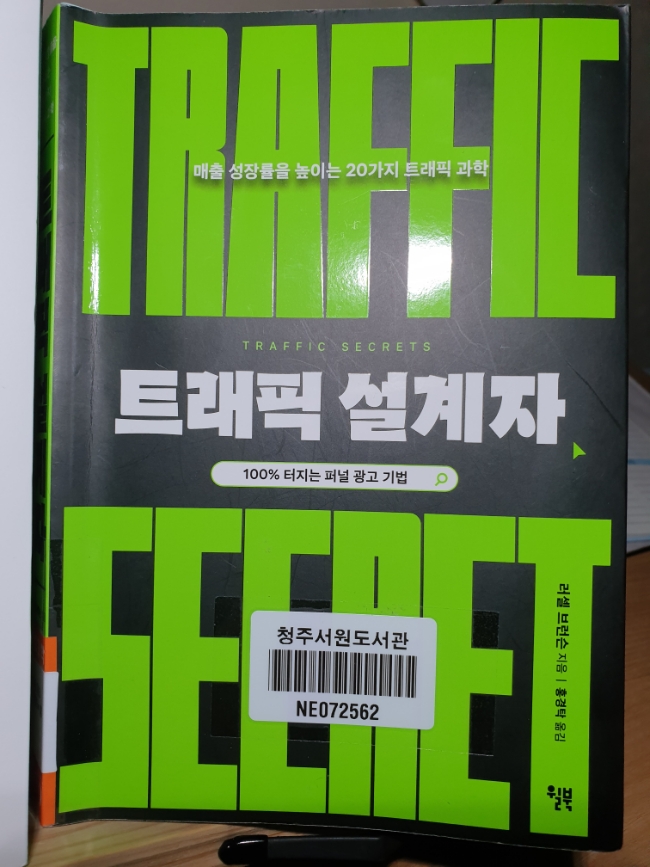 TRAFFIC
매출 성장률을 높이는 20가지 트래픽 과학
TRAFFIC SECRETS
트래픽 설계자
100% 터지는 퍼널 광고 기법
SECRET
러셀 브런슨 지음 | 홍경탁 옮김
청주서원도서관
NE072562
윌북